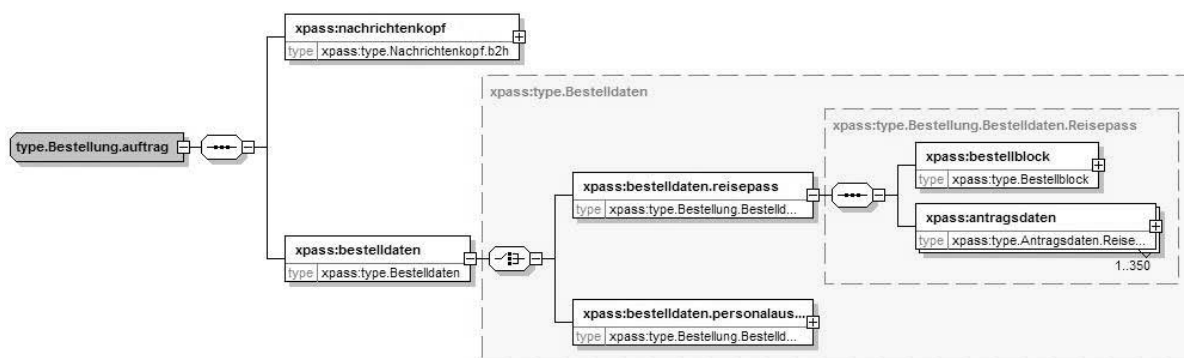 xpass:nachrichtenkopf
type xpass:type.Nachrichtenkopf.b2h
xpass:type.Bestelldaten
xpass:type.Bestellung.Bestelldaten.Reisepass
type.Bestellung.auftrag
xpass:bestellblock
type xpass:type.Bestellblock
xpass:bestelldaten.reisepass
type xpass:type.Bestellung.Bestelld...
xpass:antragsdaten
type xpass:type.Antragsdaten.Reise...
1..350
xpass:bestelldaten
type xpass:type.Bestelldaten
xpass:bestelldaten.personalaus...
type xpass:type.Bestellung.Bestelld...